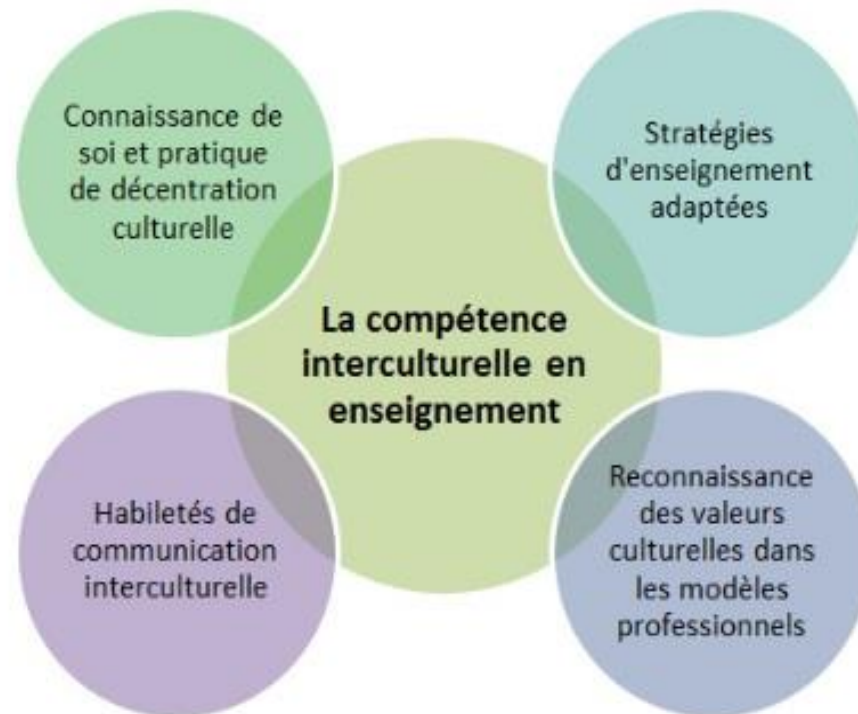 Connaissance de
soi et pratique
de décentration
culturelle
Stratégies
d'enseignement
adaptées
La compétence
interculturelle en
enseignement
Habiletés de
communication
interculturelle
Reconnaissance
des valeurs
culturelles dans
les modèles
professionnels